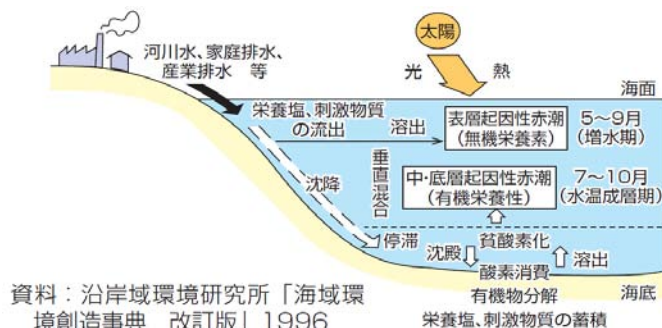 太陽
河川水、家庭排水、
産業排水 等
光 熱
海面
栄養塩、刺激物質
の流出
溶出
表層起因性赤潮
(無機栄養素)
5~9月
(増水期)
垂直混合
沈降
中・底層起因性赤潮
(有機栄養性)
7~10月
(水温成層期)
停滞
沈殿
貧酸素化
溶出
酸素消費
海底
有機物分解
栄養塩、刺激物質の蓄積
資料:沿岸域環境研究所「海域環
境創造事典 改訂版」1996